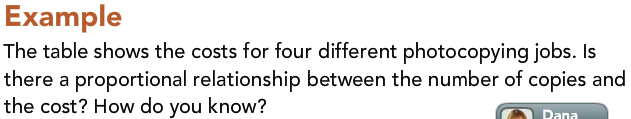 Example
The table shows the costs for four different photocopying jobs. Is
there a proportional relationship between the number of copies and
the cost? How do you know?
Dana